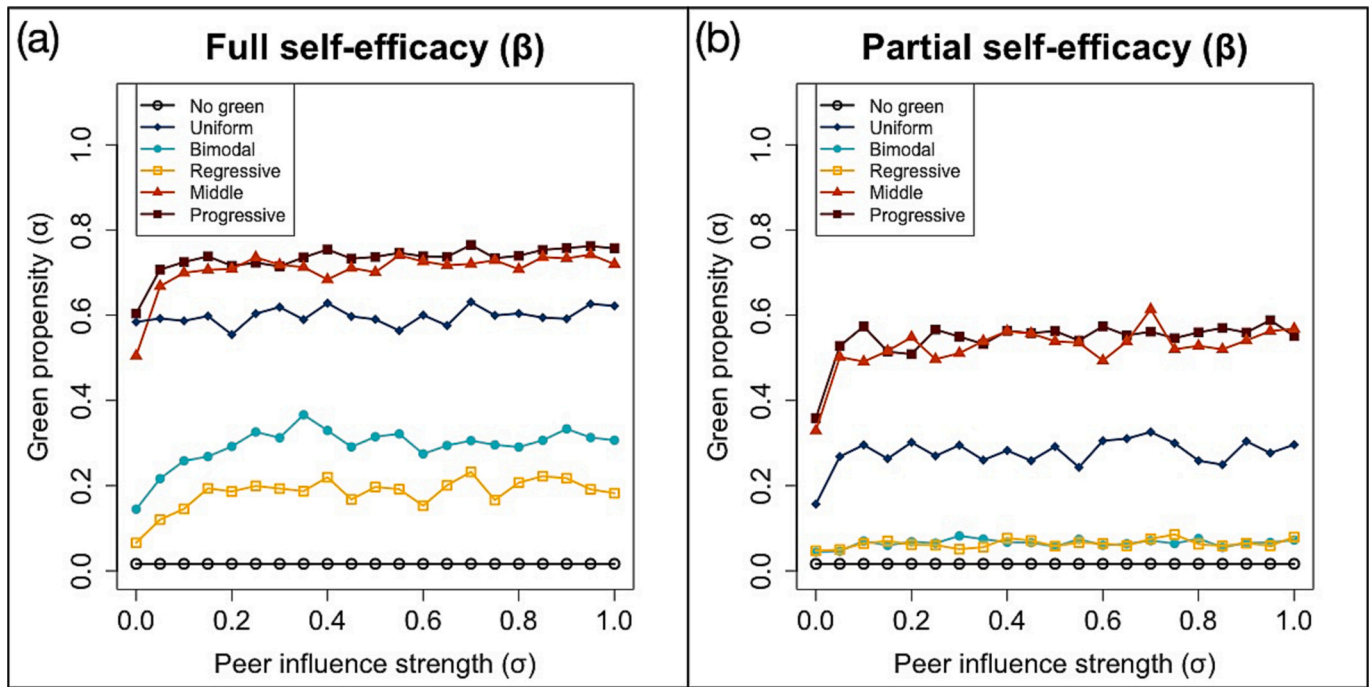 (a)
Full self-efficacy (β)
No green
Uniform
Bimodal
Regressive
Middle
Progressive
Green propensity (α)
1.0
0.8
0.6
0.4
0.2
0.0
0.0 0.2 0.4 0.6 0.8 1.0
Peer influence strength (σ)
(b)
Partial self-efficacy (β)
No green
Uniform
Bimodal
Regressive
Middle
Progressive
Green propensity (α)
1.0
0.8
0.6
0.4
0.2
0.0
0.0 0.2 0.4 0.6 0.8 1.0
Peer influence strength (σ)